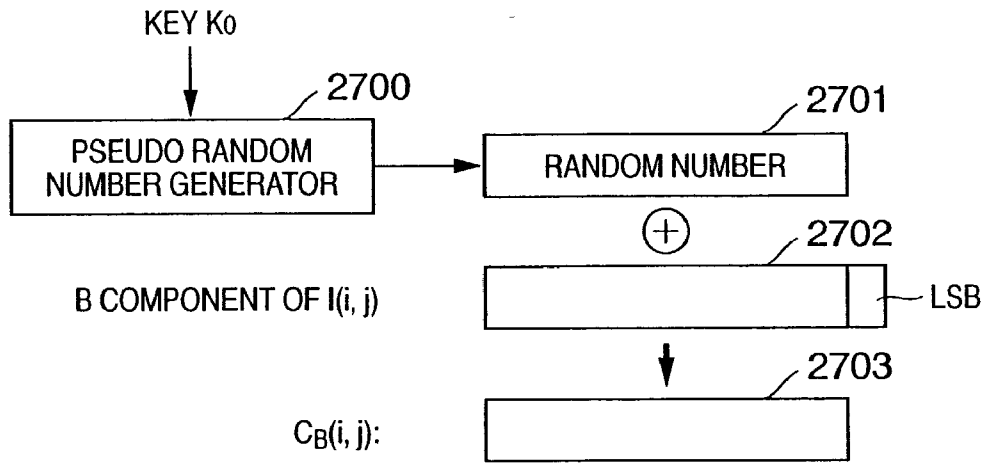 KEY K0
2700
PSEUDO RANDOM
NUMBER GENERATOR
2701
RANDOM NUMBER
+
2702
B COMPONENT OF I(i, j)
LSB
2703
CB(i, j):